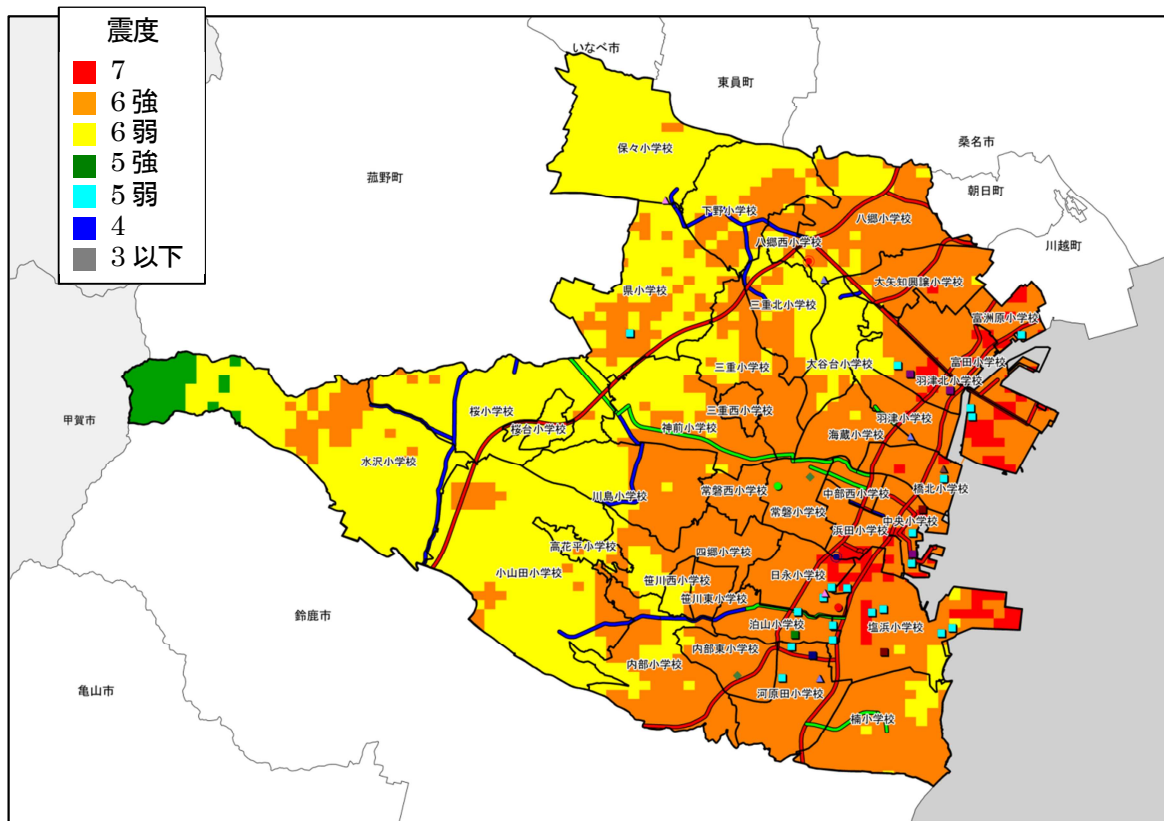 震度
7
6強
6弱
5強
5弱
4
3以下
いなべ市
東員町
桑名市
朝日町
川越町
菰野町
甲賀市
鈴鹿市
亀山市
保々小学校
下野小学校
八郷小学校
八郷西小学校
大矢知興譲小学校
県小学校
三重北小学校
富洲原小学校
富田小学校
三重小学校
大谷台小学校
羽津北小学校
三重西小学校
羽津小学校
桜小学校
桜台小学校
神前小学校
海蔵小学校
水沢小学校
川島小学校
常磐西小学校
常磐小学校
中部西小学校
橋北小学校
中央小学校
浜田小学校
高花平小学校
四郷小学校
小山田小学校
笹川西小学校
日永小学校
笹川東小学校
泊山小学校
塩浜小学校
内部小学校
内部東小学校
河原田小学校
楠小学校